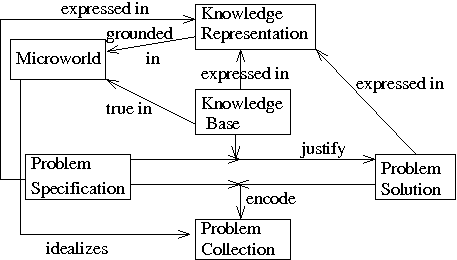 expressed in
Knowledge
Representation
grounded
in
Microworld
expressed in
expressed in
true in
Knowledge
Base
justify
Problem
Specification
Problem
Solution
encode
Problem
Collection
idealizes